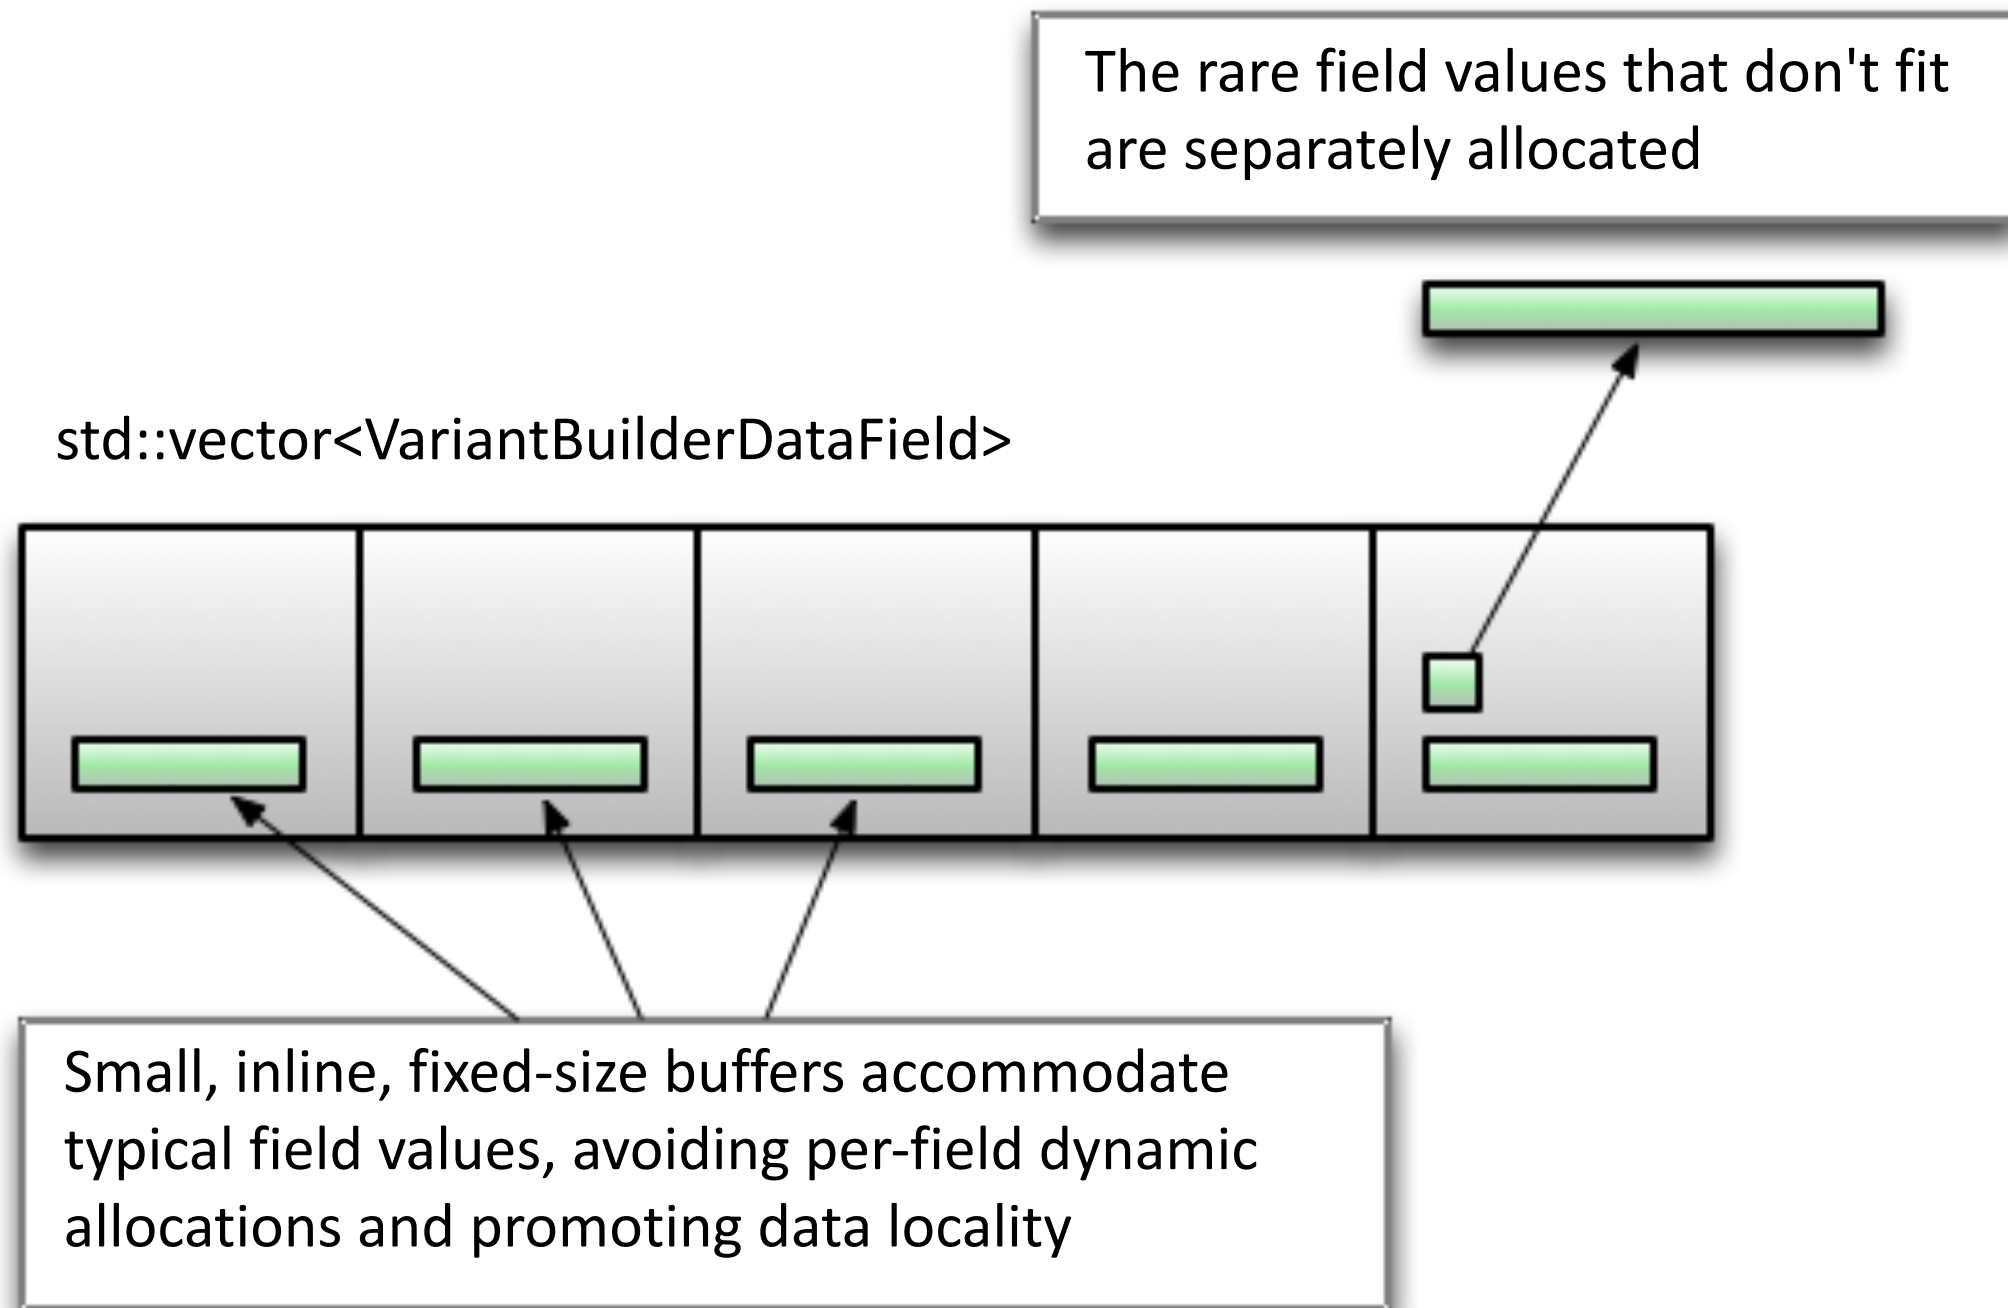 The rare field values that don't fit
are separately allocated
std::vector<VariantBuilderDataField>
Small, inline, fixed-size buffers accommodate
typical field values, avoiding per-field dynamic
allocations and promoting data locality